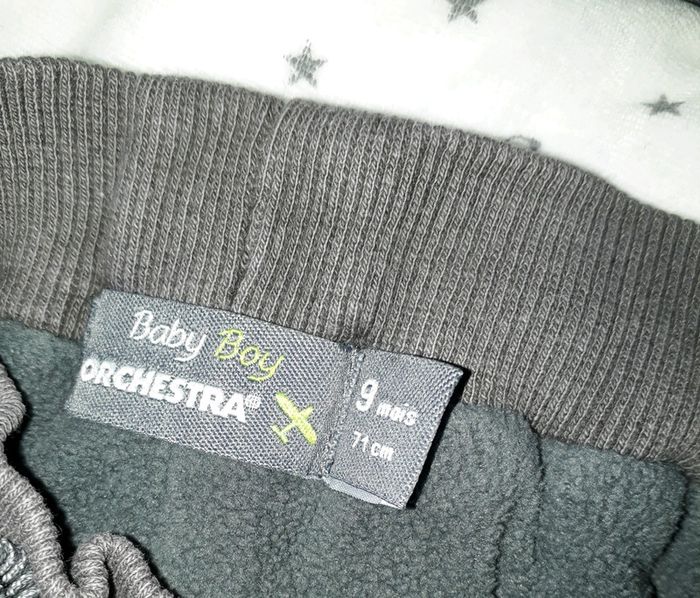 Baby Boy
ORCHESTRA®
9 mois
71 cm